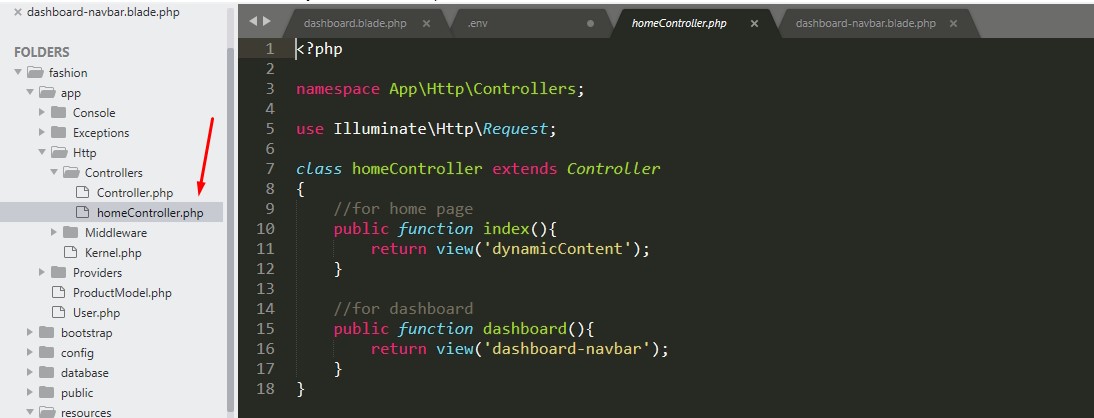 dashboard-navbar.blade.php
FOLDERS
fashion
app
Console
Exceptions
Http
Controllers
Controller.php
homeController.php
Middleware
Kernel.php
Providers
ProductModel.php
User.php
bootstrap
config
database
public
resources
dashboard.blade.php
.env
homeController.php
dashboard-navbar.blade.php
1 <?php
2
3 namespace App\Http\Controllers;
4
5 use Illuminate\Http\Request;
6
7 class homeController extends Controller
8 {
9 //for home page
10 public function index(){
11 return view('dynamicContent');
12 }
13
14 //for dashboard
15 public function dashboard(){
16 return view('dashboard-navbar');
17 }
18 }